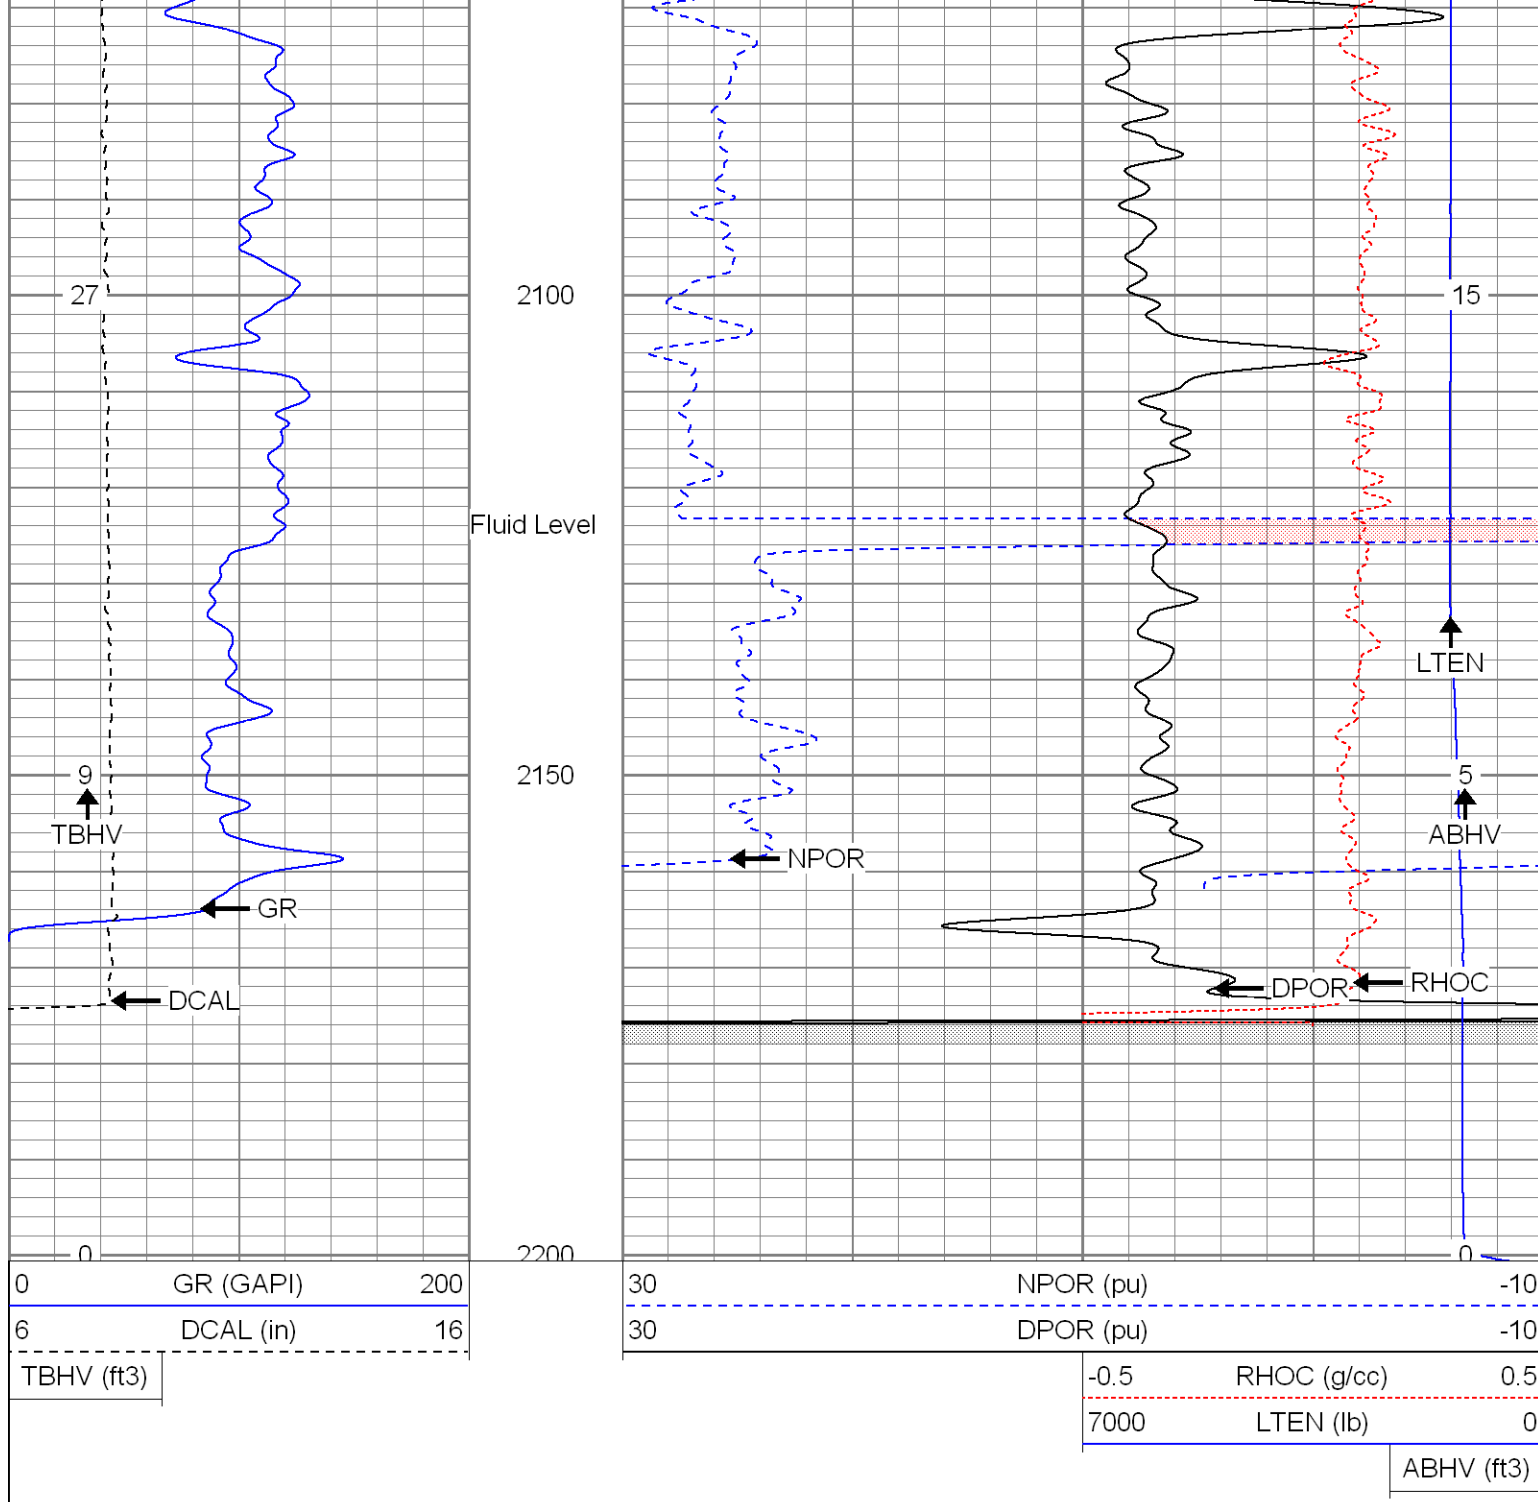 27 2100 15
Fluid Level
LTEN
9 2150 5
TBHV ABHV
NPOR
GR
DCAL DPOR RHOC
0 2200 0
0 GR (GAPI) 200 30 NPOR (pu) -10
6 DCAL (in) 16 30 DPOR (pu) -10
TBHV (ft3) -0.5 RHOC (g/cc) 0.5
7000 LTEN (lb) 0
ABHV (ft3)